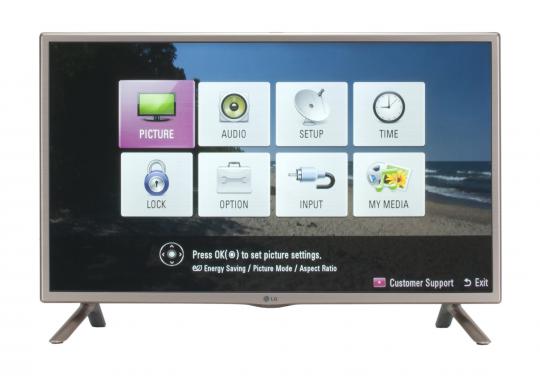 PICTURE AUDIO SETUP TIME
LOCK OPTION INPUT MY MEDIA
Press OK(◉) to set picture settings.
Energy Saving / Picture Mode / Aspect Ratio
Customer Support Exit
LG